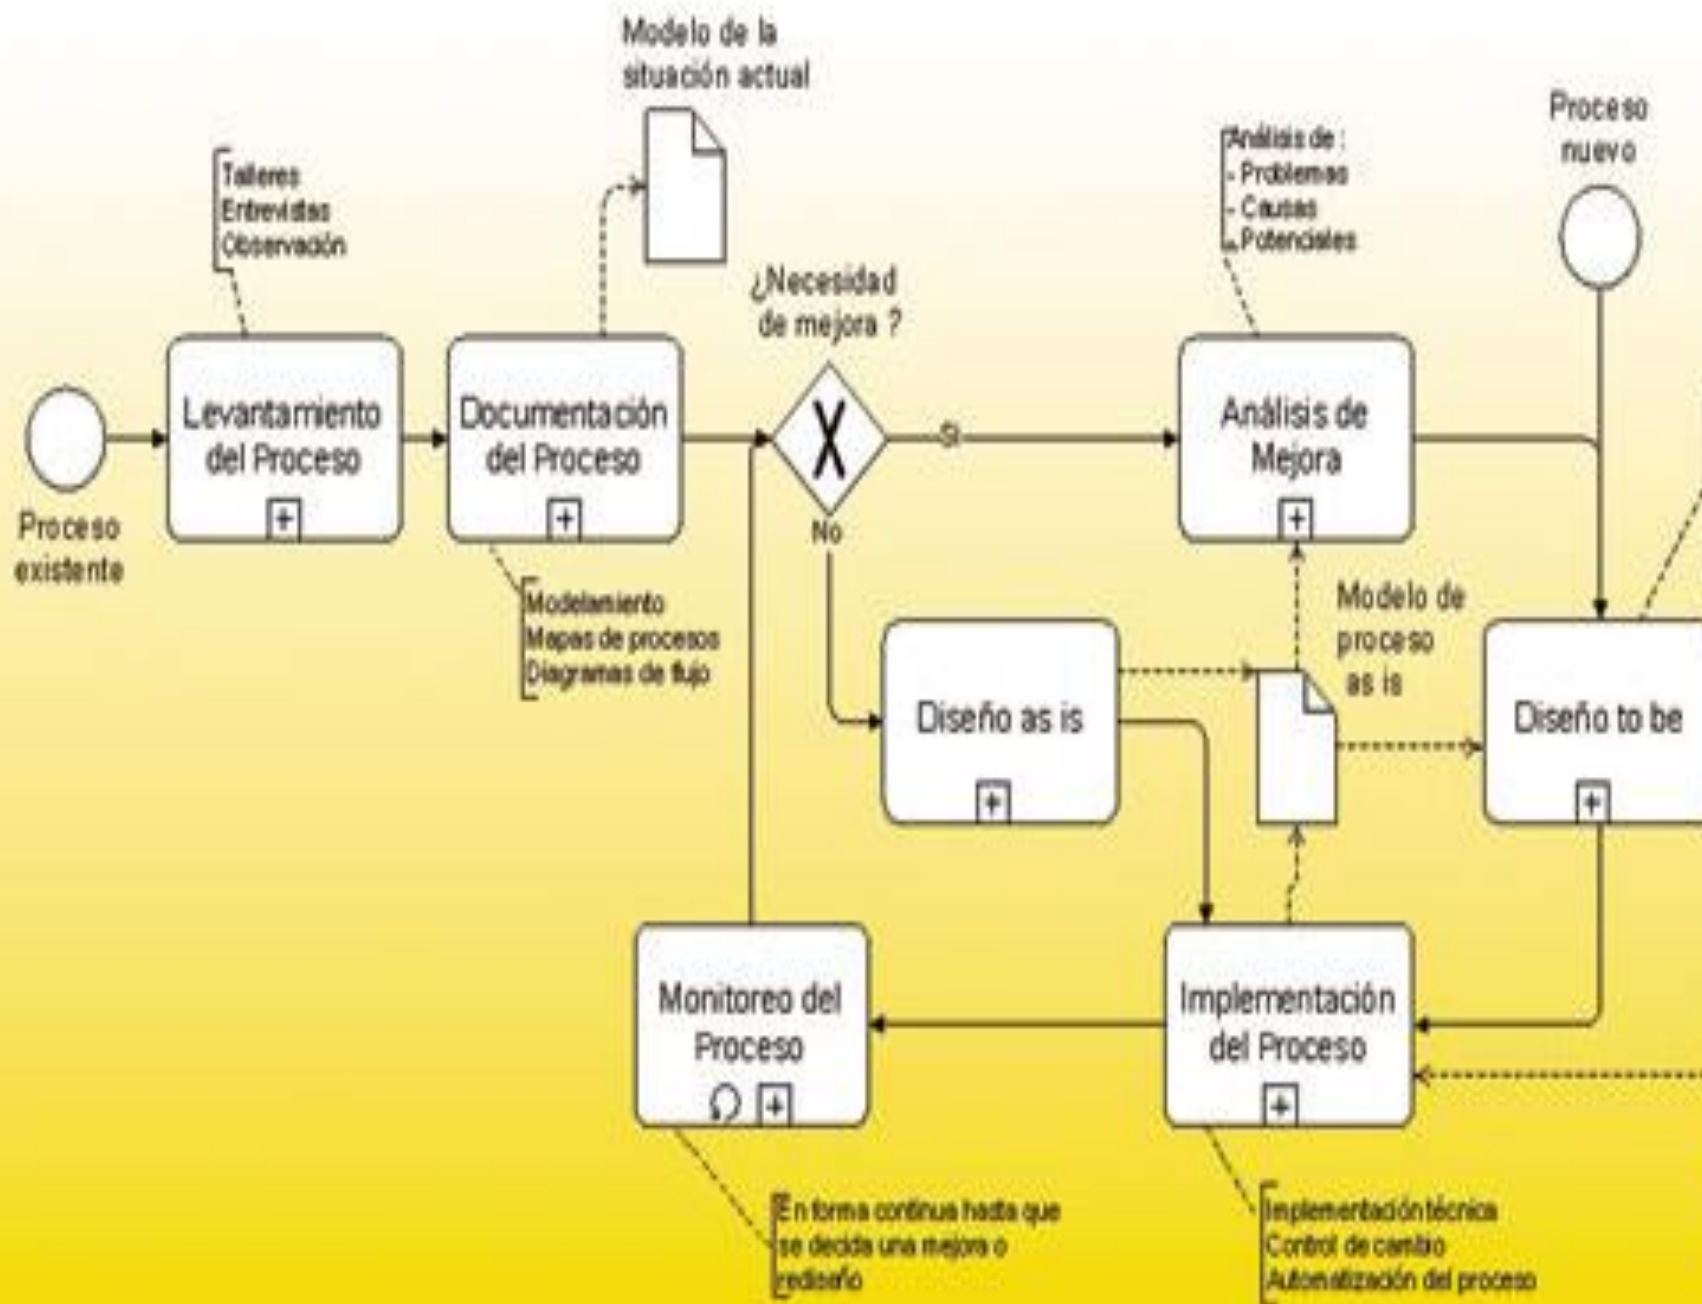 Modelo de la
situación actual
Proceso
nuevo
Análisis de :
- Problemas
- Causas
- Potenciales
Talleres
Entrevistas
Observación
¿Necesidad
de mejora ?
Levantamiento
del Proceso
Documentación
del Proceso
Si
Análisis de
Mejora
No
Proceso
existente
Modelamiento
Mapas de procesos
Diagramas de flujo
Modelo de
proceso
as is
Diseño as is
Diseño to be
Monitoreo del
Proceso
Implementación
del Proceso
En forma continua hasta que
se decida una mejora o
rediseño
Implementación técnica
Control de cambio
Automatización del proceso